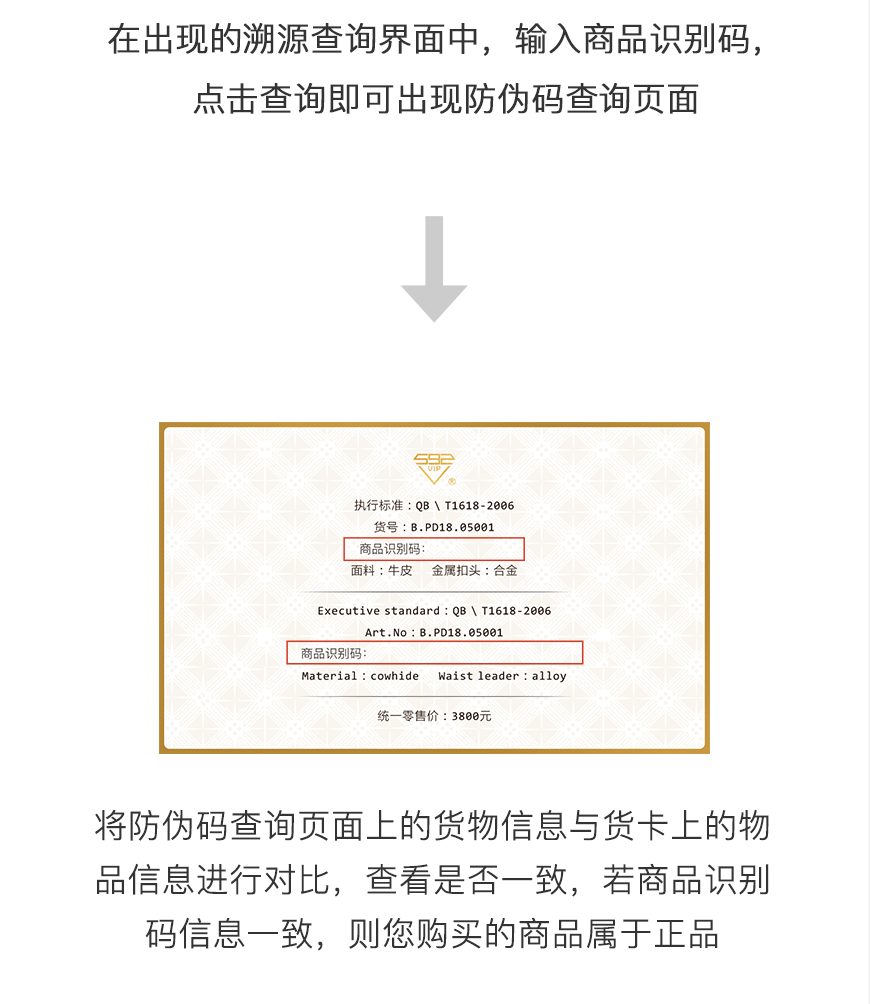 在出现的溯源查询界面中，输入商品识别码，
点击查询即可出现防伪码查询页面
592
VIP
®
执行标准：QB \ T1618-2006
货号：B.PD18.05001
商品识别码：
面料：牛皮 金属扣头：合金
Executive standard：QB \ T1618-2006
Art.No：B.PD18.05001
商品识别码：
Material：cowhide Waist leader：alloy
统一零售价：3800元
将防伪码查询页面上的货物信息与货卡上的物
品信息进行对比，查看是否一致，若商品识别
码信息一致，则您购买的商品属于正品